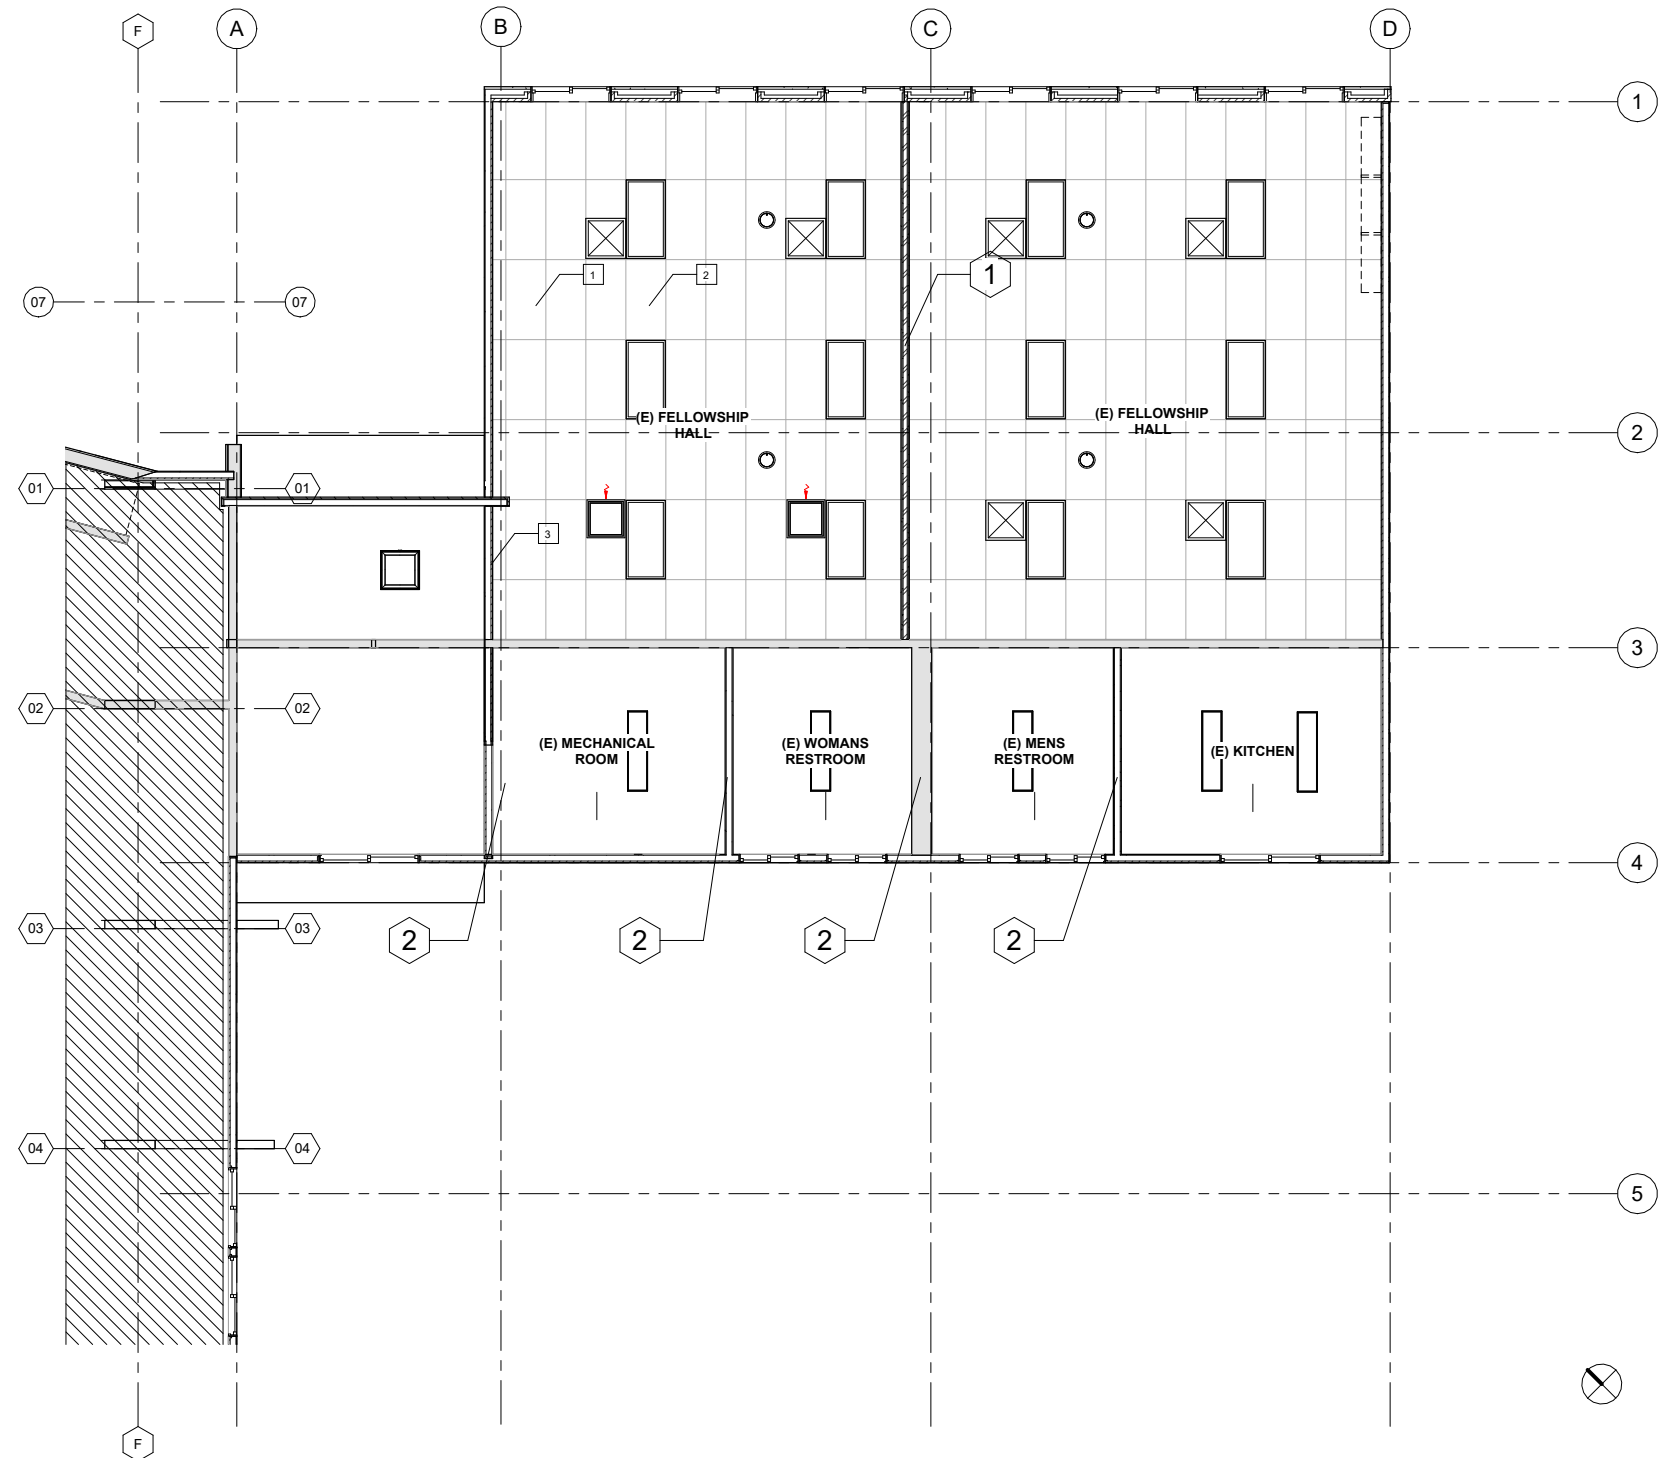 F
A
B
C
D
1
1
2
1
07
07
(E) FELLOWSHIP
HALL
(E) FELLOWSHIP
HALL
2
01
01
3
3
02
02
(E) MECHANICAL
ROOM
(E) WOMANS
RESTROOM
(E) MENS
RESTROOM
(E) KITCHEN
4
03
03
2
2
2
2
04
04
5
F